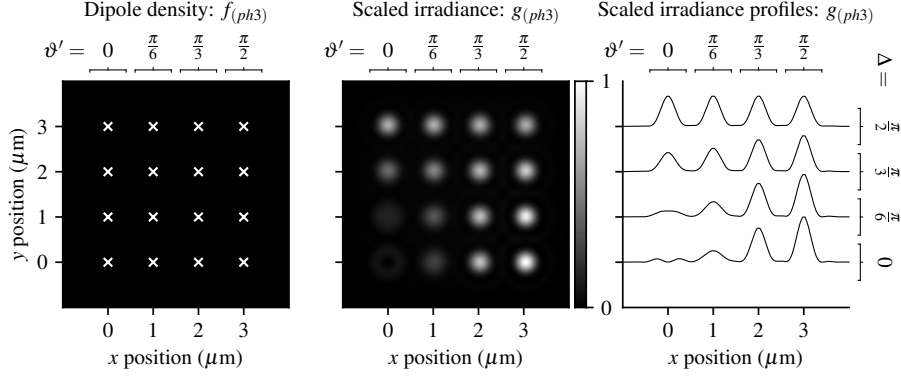 Dipole density: f(ph3)
Scaled irradiance: g(ph3)
Scaled irradiance profiles: g(ph3)
ϑ′ = 0 π/6 π/3 π/2
ϑ′ = 0 π/6 π/3 π/2
ϑ′ = 0 π/6 π/3 π/2
Δ =
π/2
π/3
π/6
0
y position (μm)
3
2
1
0
0 1 2 3
x position (μm)
0 1 2 3
x position (μm)
1
0
0 1 2 3
x position (μm)